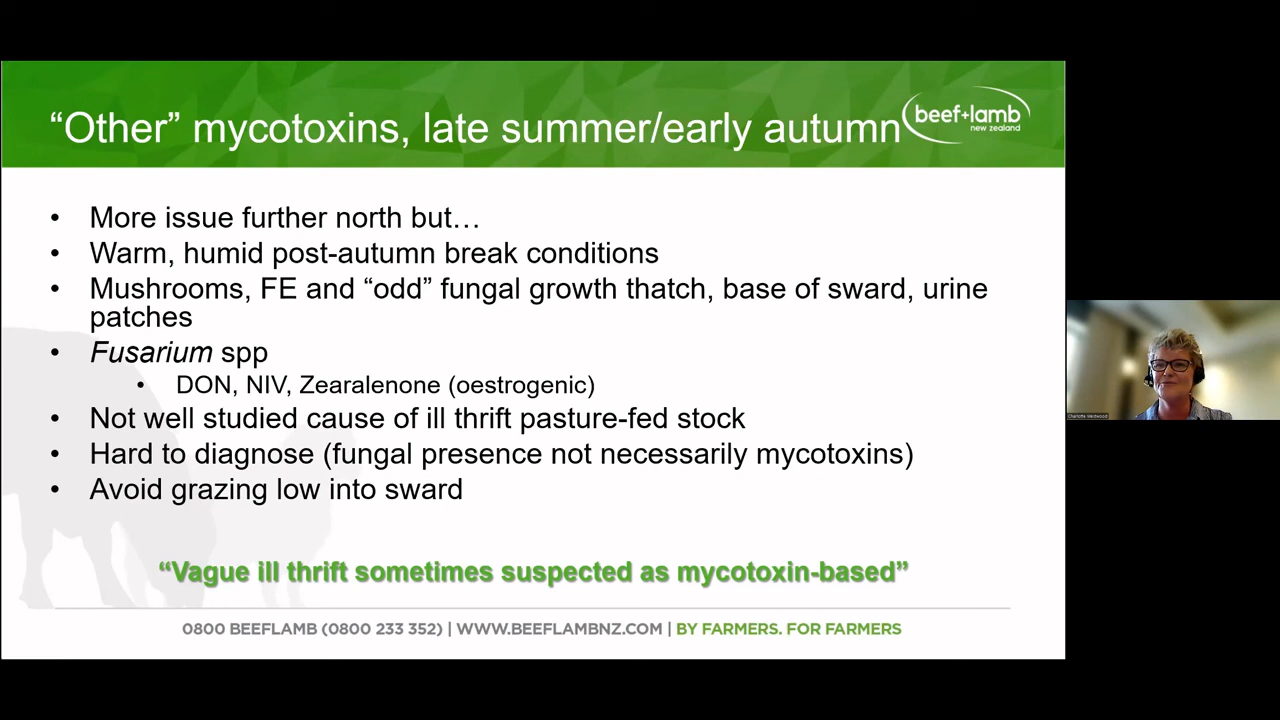 “Other” mycotoxins, late summer/early autumn
beef+lamb
new zealand
• More issue further north but…
• Warm, humid post-autumn break conditions
• Mushrooms, FE and “odd” fungal growth thatch, base of sward, urine
patches
• Fusarium spp
• DON, NIV, Zearalenone (oestrogenic)
• Not well studied cause of ill thrift pasture-fed stock
• Hard to diagnose (fungal presence not necessarily mycotoxins)
• Avoid grazing low into sward
“Vague ill thrift sometimes suspected as mycotoxin-based”
0800 BEEFLAMB (0800 233 352) | WWW.BEEFLAMBNZ.COM | BY FARMERS. FOR FARMERS
Charlotte Westwood